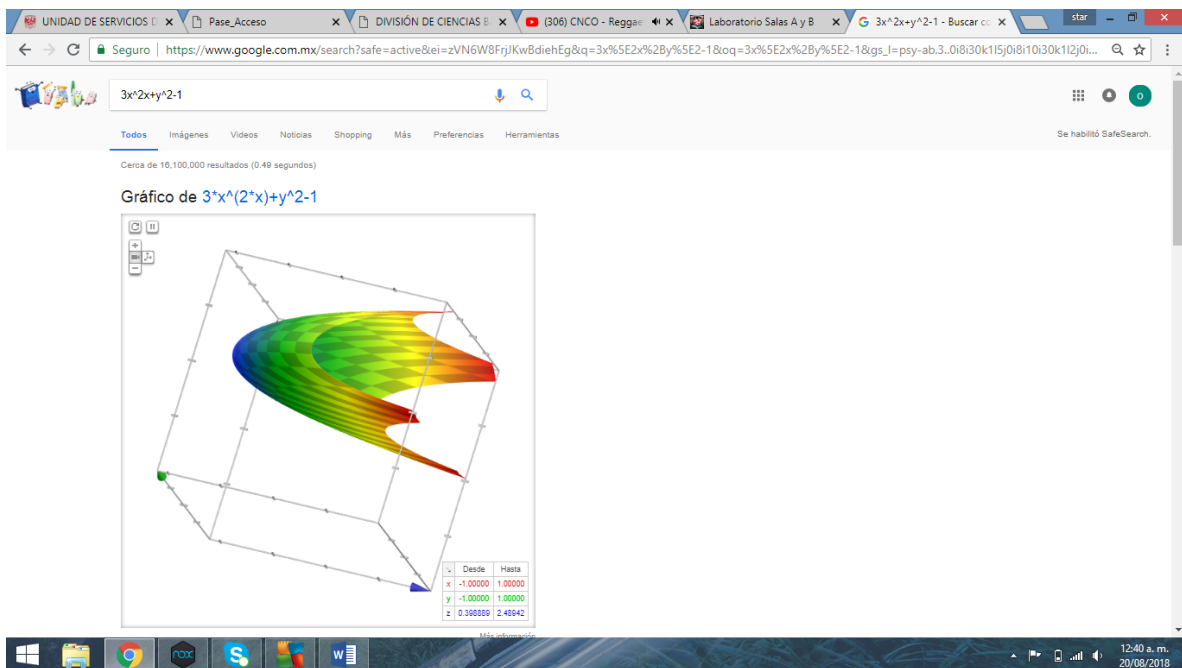 UNIDAD DE SERVICIOS D
Pase_Acceso
DIVISIÓN DE CIENCIAS B
(306) CNCO - Reggae
Laboratorio Salas A y B
3x^2x+y^2-1 - Buscar co
star
Seguro | https://www.google.com.mx/search?safe=active&ei=zVN6W8FrjJKwBdiehEg&q=3x%5E2x%2By%5E2-1&oq=3x%5E2x%2By%5E2-1&gs_l=psy-ab.3..0i8i30k1l5j0i8i10i30k1l2j0i...
3x^2x+y^2-1
O
Todos Imágenes Videos Noticias Shopping Más Preferencias Herramientas
Se habilitó SafeSearch.
Cerca de 16,100,000 resultados (0.49 segundos)
Gráfico de 3*x^(2*x)+y^2-1
Desde Hasta
x -1.00000 1.00000
y -1.00000 1.00000
z 0.398889 2.48942
Más información
nox
12:40 a. m.
20/08/2018